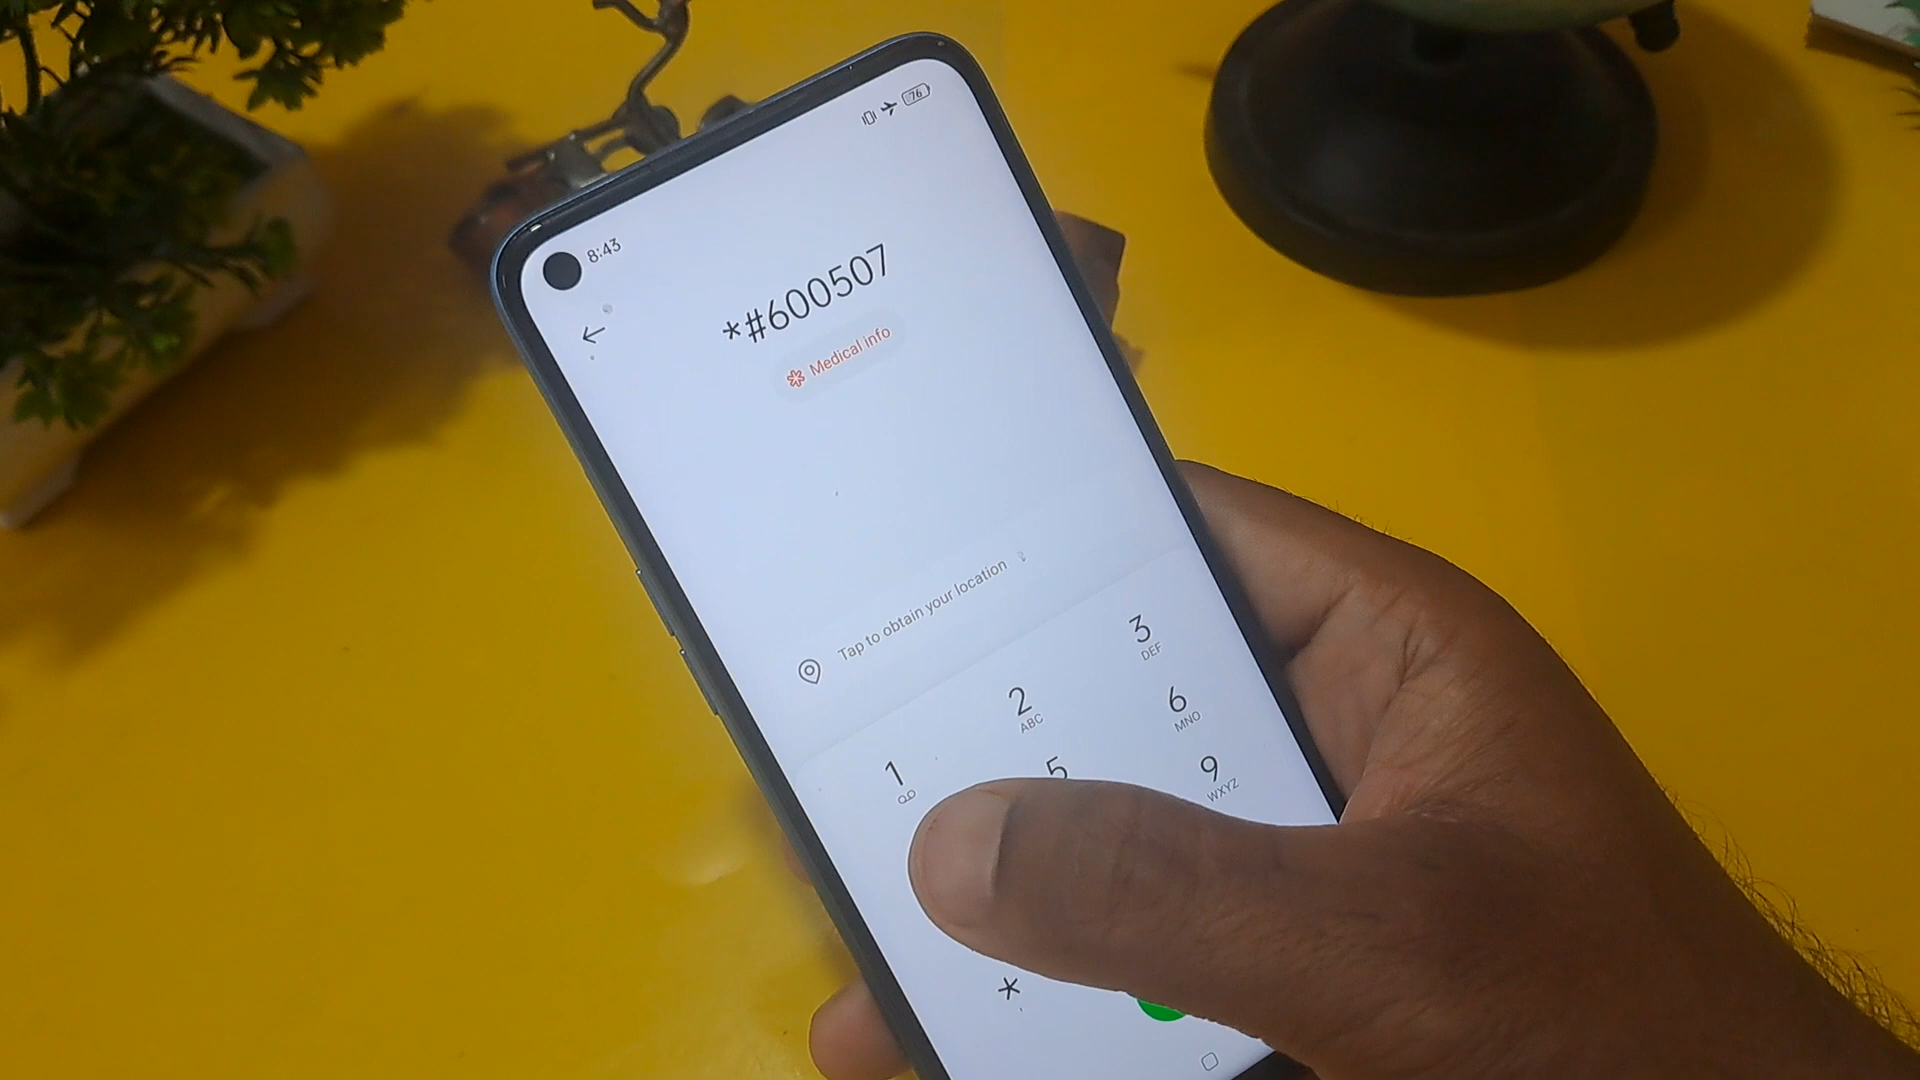 8:43
76
*#600507
Medical info
Tap to obtain your location
1
2
ABC
3
DEF
5
6
MNO
9
WXYZ
*